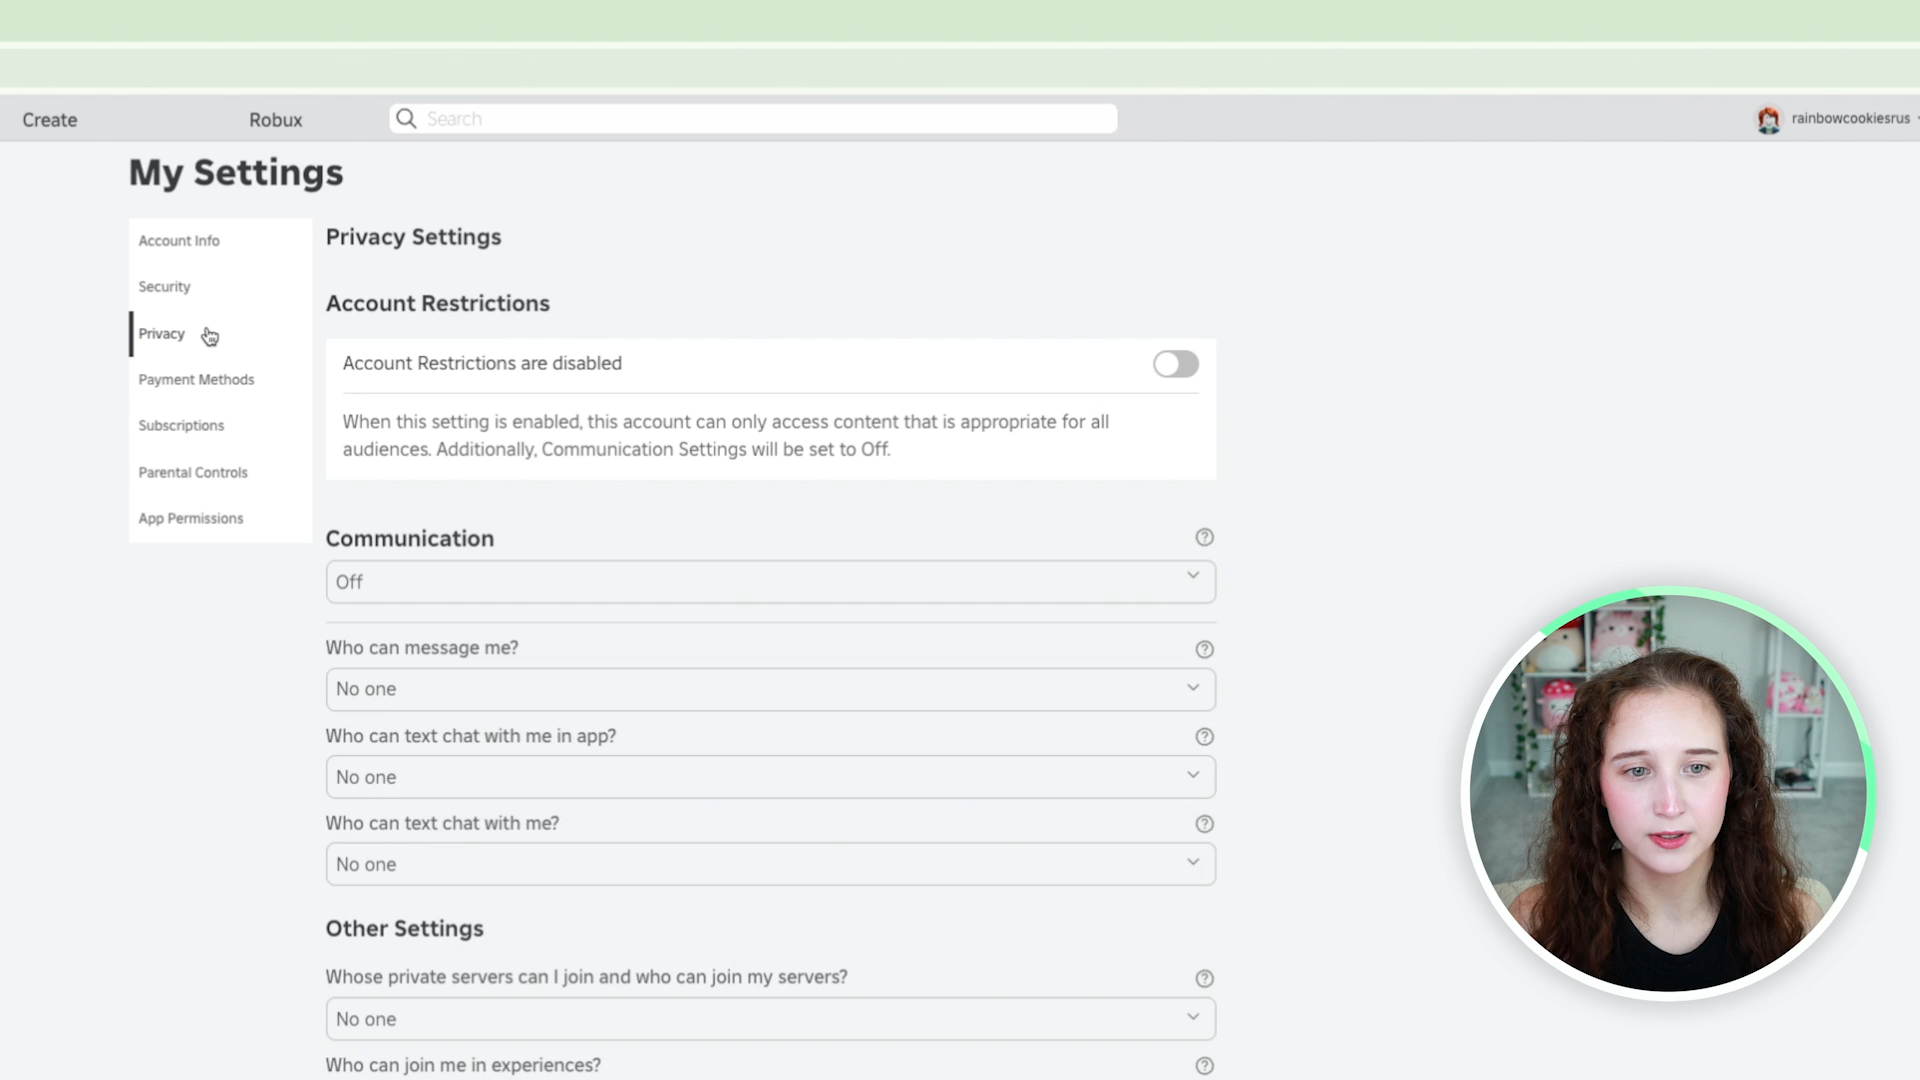 Create
Robux
Search
rainbowcookiesrus
My Settings
Account Info
Security
Privacy
Payment Methods
Subscriptions
Parental Controls
App Permissions
Privacy Settings
Account Restrictions
Account Restrictions are disabled
When this setting is enabled, this account can only access content that is appropriate for all
audiences. Additionally, Communication Settings will be set to Off.
Communication
Off
Who can message me?
No one
Who can text chat with me in app?
No one
Who can text chat with me?
No one
Other Settings
Whose private servers can I join and who can join my servers?
No one
Who can join me in experiences?